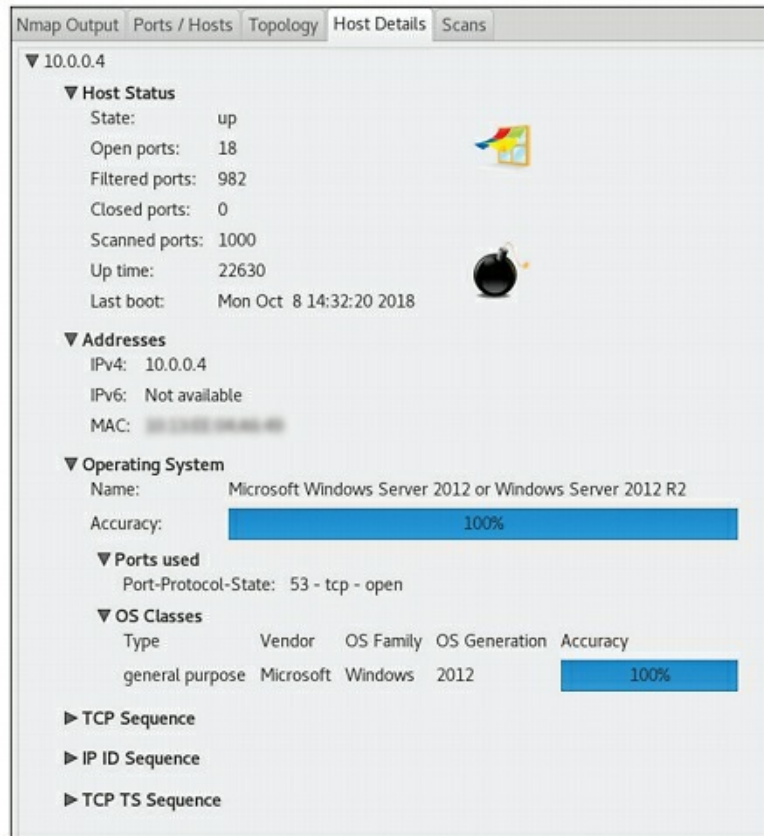 Nmap Output Ports / Hosts Topology Host Details Scans
10.0.0.4
Host Status
State: up
Open ports: 18
Filtered ports: 982
Closed ports: 0
Scanned ports: 1000
Up time: 22630
Last boot: Mon Oct 8 14:32:20 2018
Addresses
IPv4: 10.0.0.4
IPv6: Not available
MAC:
Operating System
Name: Microsoft Windows Server 2012 or Windows Server 2012 R2
Accuracy: 100%
Ports used
Port-Protocol-State: 53 - tcp - open
OS Classes
Type Vendor OS Family OS Generation Accuracy
general purpose Microsoft Windows 2012 100%
TCP Sequence
IP ID Sequence
TCP TS Sequence